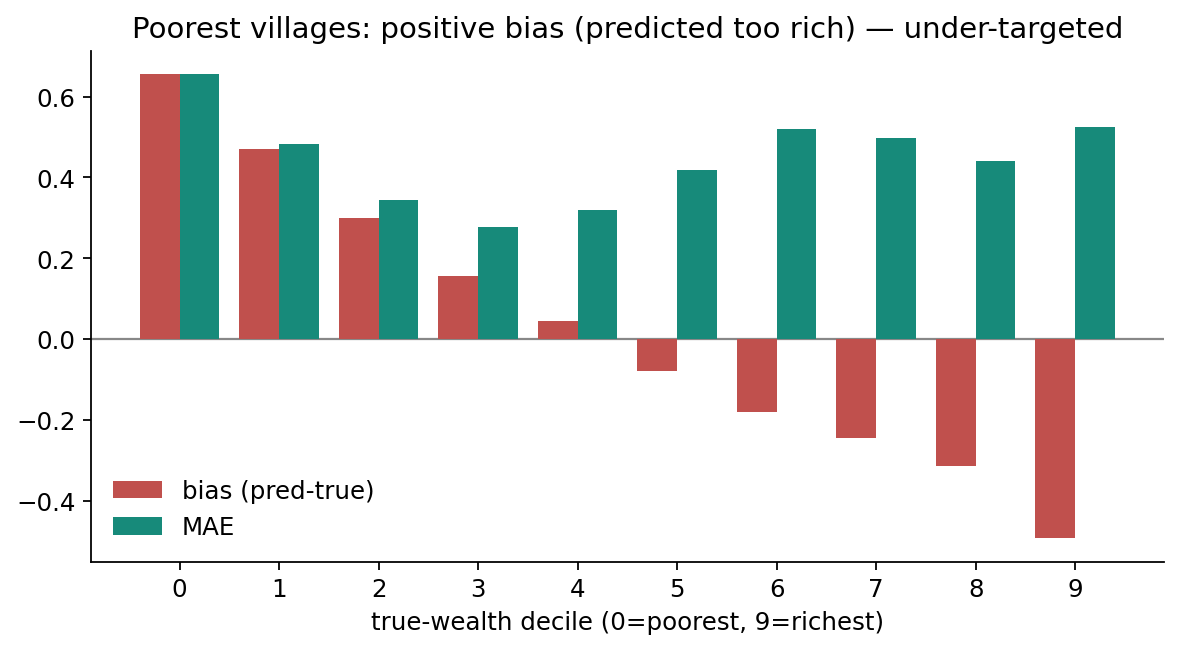 Poorest villages: positive bias (predicted too rich) — under-targeted
0.6
0.4
0.2
0.0
−0.2
−0.4
bias (pred-true)
MAE
0 1 2 3 4 5 6 7 8 9
true-wealth decile (0=poorest, 9=richest)